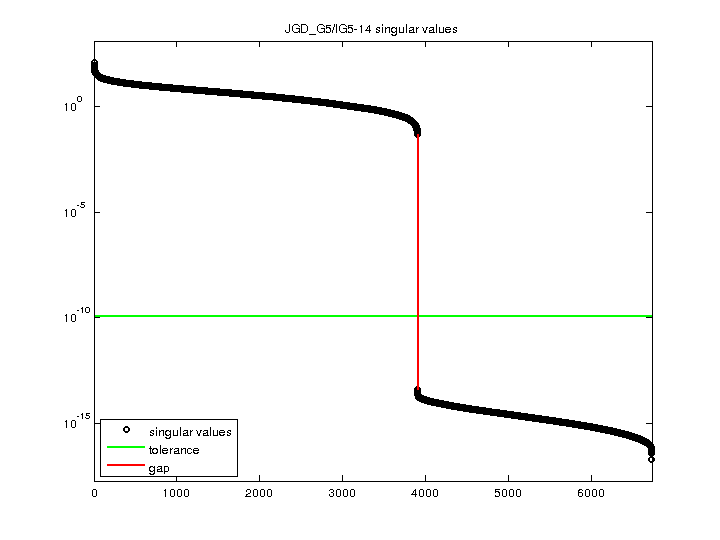 JGD_G5/IG5-14 singular values
10^0
10^-5
10^-10
10^-15
singular values
tolerance
gap
0 1000 2000 3000 4000 5000 6000